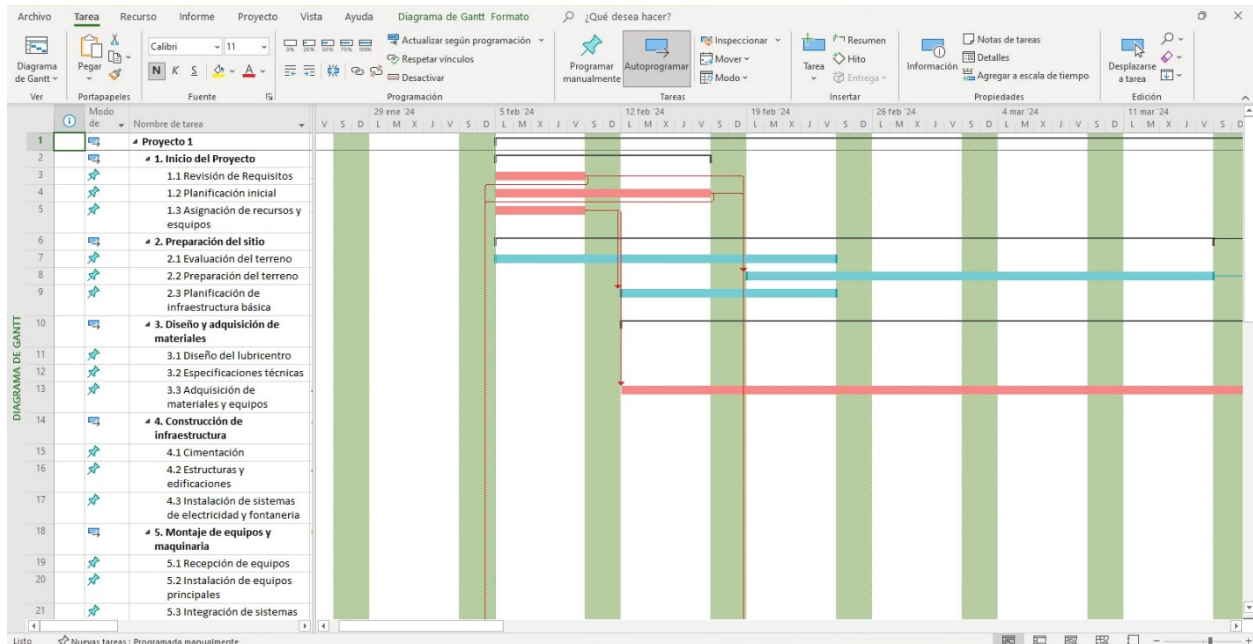 Archivo Tarea Recurso Informe Proyecto Vista Ayuda Diagrama de Gantt Formato ¿Qué desea hacer?
Diagrama de Gantt
Ver
Pegar
Portapapeles
Calibri 11
N K S A
Fuente
0% 25% 50% 75% 100%
Actualizar según programación
Respetar vínculos
Desactivar
Programación
Programar manualmente
Autoprogramar
Inspeccionar
Mover
Modo
Tareas
Tarea
Resumen
Hito
Entrega
Insertar
Información
Notas de tareas
Detalles
Agregar a escala de tiempo
Propiedades
Desplazarse a tarea
Edición
Modo de
Nombre de tarea
29 ene '24 5 feb '24 12 feb '24 19 feb '24 26 feb '24 4 mar '24 11 mar '24
V S D L M X J V S D L M X J V S D L M X J V S D L M X J V S D L M X J V S D L M X J V S D L M X J V S D
DIAGRAMA DE GANTT
1 Proyecto 1
2 1. Inicio del Proyecto
3 1.1 Revisión de Requisitos
4 1.2 Planificación inicial
5 1.3 Asignación de recursos y
esquipos
6 2. Preparación del sitio
7 2.1 Evaluación del terreno
8 2.2 Preparación del terreno
9 2.3 Planificación de
infraestructura básica
10 3. Diseño y adquisición de
materiales
11 3.1 Diseño del lubricentro
12 3.2 Especificaciones técnicas
13 3.3 Adquisición de
materiales y equipos
14 4. Construcción de
infraestructura
15 4.1 Cimentación
16 4.2 Estructuras y
edificaciones
17 4.3 Instalación de sistemas
de electricidad y fontaneria
18 5. Montaje de equipos y
maquinaria
19 5.1 Recepción de equipos
20 5.2 Instalación de equipos
principales
21 5.3 Integración de sistemas
Listo Nuevas tareas : Programada manualmente